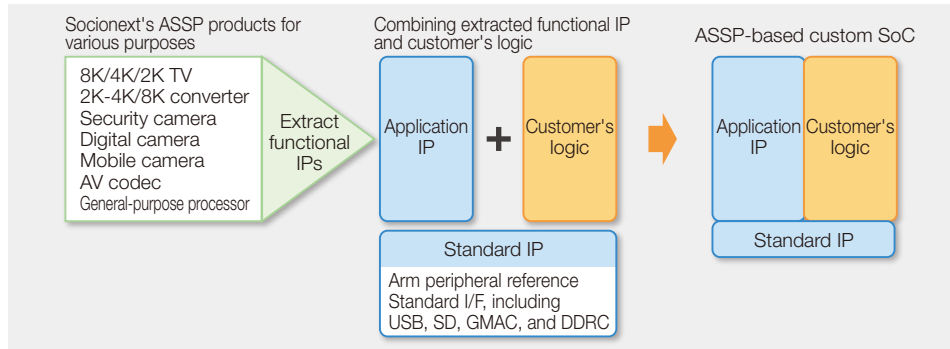 Socionext's ASSP products for
various purposes
8K/4K/2K TV
2K-4K/8K converter
Security camera
Digital camera
Mobile camera
AV codec
General-purpose processor
Extract
functional
IPs
Combining extracted functional IP
and customer's logic
Application
IP
+
Customer's
logic
Standard IP
Arm peripheral reference
Standard I/F, including
USB, SD, GMAC, and DDRC
ASSP-based custom SoC
Application
IP
Customer's
logic
Standard IP